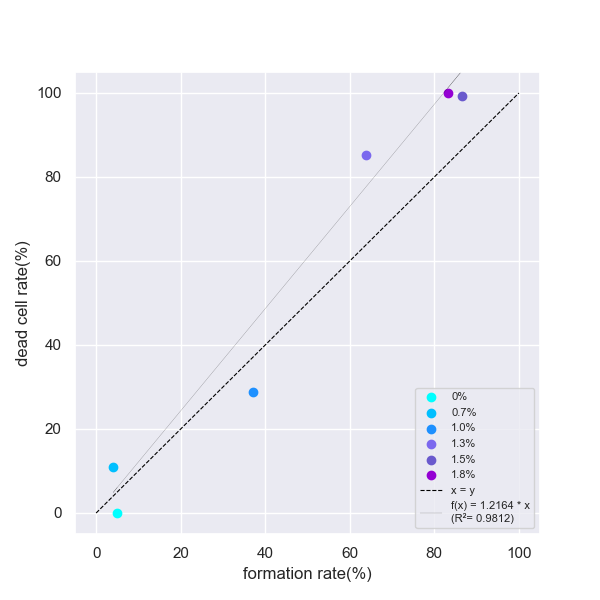 100
80
60
40
20
0
dead cell rate(%)
0%
0.7%
1.0%
1.3%
1.5%
1.8%
x = y
f(x) = 1.2164 * x
(R²= 0.9812)
0 20 40 60 80 100
formation rate(%)